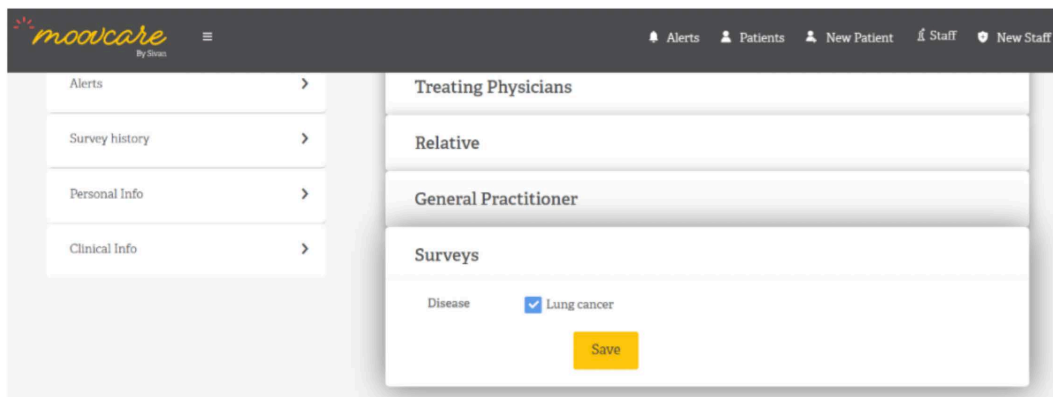 moovcare
By Sivan
Alerts
Patients
New Patient
Staff
New Staff
Alerts
Survey history
Personal Info
Clinical Info
Treating Physicians
Relative
General Practitioner
Surveys
Disease
Lung cancer
Save